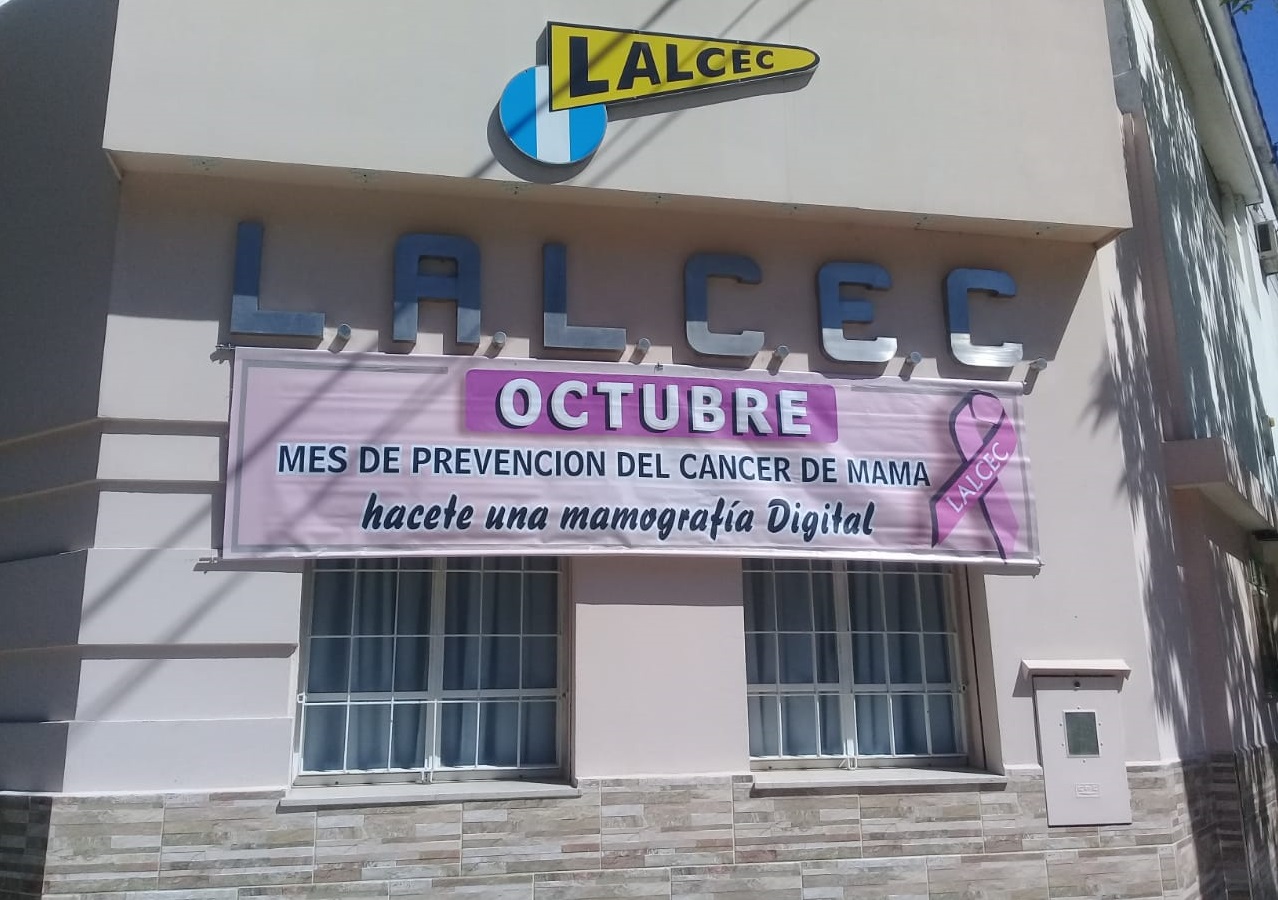 LALCEC
L.A.L.C.E.C.
OCTUBRE
MES DE PREVENCION DEL CANCER DE MAMA
hacete una mamografía Digital
LALCEC